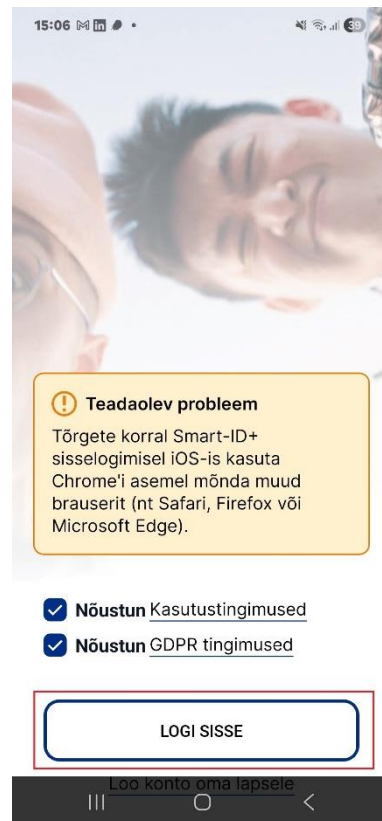 15:06
39
Teadaolev probleem
Tõrgete korral Smart-ID+
sisselogimisel iOS-is kasuta
Chrome'i asemel mõnda muud
brauserit (nt Safari, Firefox või
Microsoft Edge).
Nõustun Kasutustingimused
Nõustun GDPR tingimused
LOGI SISSE
Loo konto oma lapsele